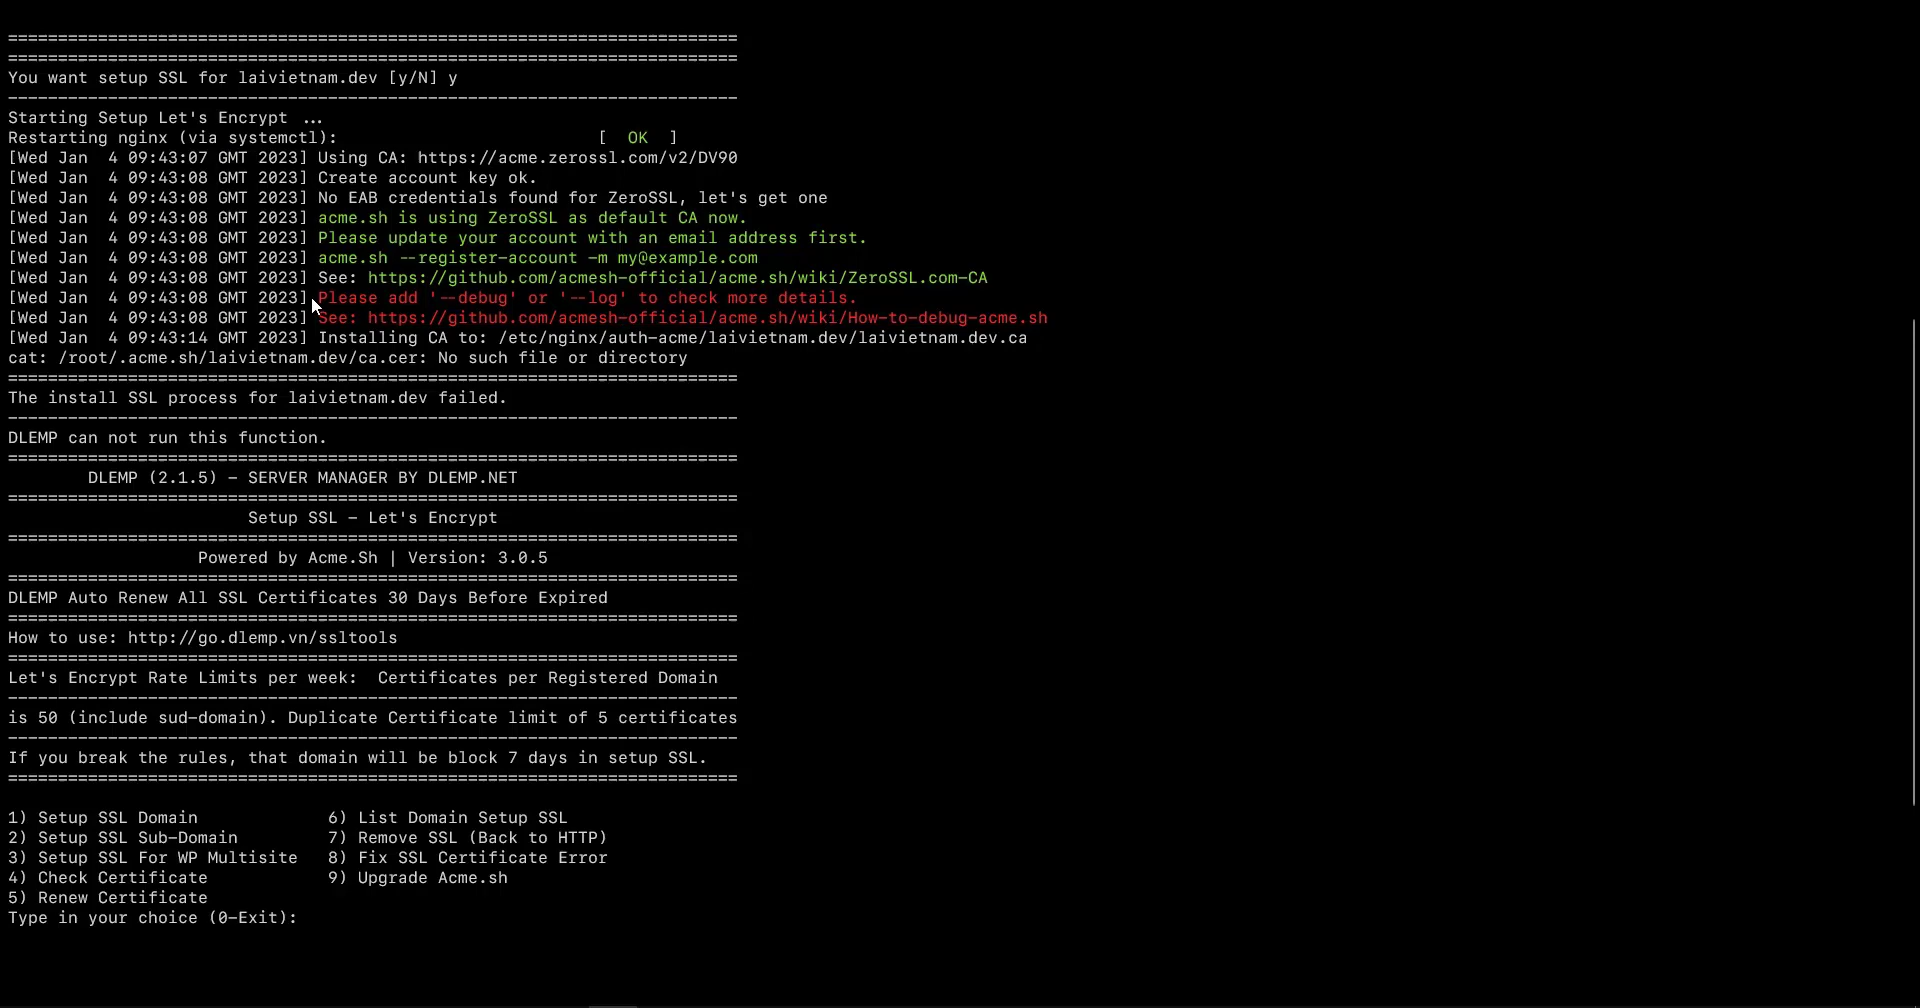 =========================================================================
=========================================================================
You want setup SSL for laivietnam.dev [y/N] y
-------------------------------------------------------------------------
Starting Setup Let's Encrypt ...
Restarting nginx (via systemctl):                          [  OK  ]
[Wed Jan  4 09:43:07 GMT 2023] Using CA: https://acme.zerossl.com/v2/DV90
[Wed Jan  4 09:43:08 GMT 2023] Create account key ok.
[Wed Jan  4 09:43:08 GMT 2023] No EAB credentials found for ZeroSSL, let's get one
[Wed Jan  4 09:43:08 GMT 2023] acme.sh is using ZeroSSL as default CA now.
[Wed Jan  4 09:43:08 GMT 2023] Please update your account with an email address first.
[Wed Jan  4 09:43:08 GMT 2023] acme.sh --register-account -m my@example.com
[Wed Jan  4 09:43:08 GMT 2023] See: https://github.com/acmesh-official/acme.sh/wiki/ZeroSSL.com-CA
[Wed Jan  4 09:43:08 GMT 2023] Please add '--debug' or '--log' to check more details.
[Wed Jan  4 09:43:08 GMT 2023] See: https://github.com/acmesh-official/acme.sh/wiki/How-to-debug-acme.sh
[Wed Jan  4 09:43:14 GMT 2023] Installing CA to: /etc/nginx/auth-acme/laivietnam.dev/laivietnam.dev.ca
cat: /root/.acme.sh/laivietnam.dev/ca.cer: No such file or directory
=========================================================================
The install SSL process for laivietnam.dev failed.
-------------------------------------------------------------------------
DLEMP can not run this function.
=========================================================================
        DLEMP (2.1.5) - SERVER MANAGER BY DLEMP.NET
=========================================================================
                        Setup SSL - Let's Encrypt
=========================================================================
                   Powered by Acme.Sh | Version: 3.0.5
=========================================================================
DLEMP Auto Renew All SSL Certificates 30 Days Before Expired
=========================================================================
How to use: http://go.dlemp.vn/ssltools
=========================================================================
Let's Encrypt Rate Limits per week:  Certificates per Registered Domain
-------------------------------------------------------------------------
is 50 (include sud-domain). Duplicate Certificate limit of 5 certificates
-------------------------------------------------------------------------
If you break the rules, that domain will be block 7 days in setup SSL.
=========================================================================
1) Setup SSL Domain             6) List Domain Setup SSL
2) Setup SSL Sub-Domain         7) Remove SSL (Back to HTTP)
3) Setup SSL For WP Multisite   8) Fix SSL Certificate Error
4) Check Certificate            9) Upgrade Acme.sh
5) Renew Certificate
Type in your choice (0-Exit):